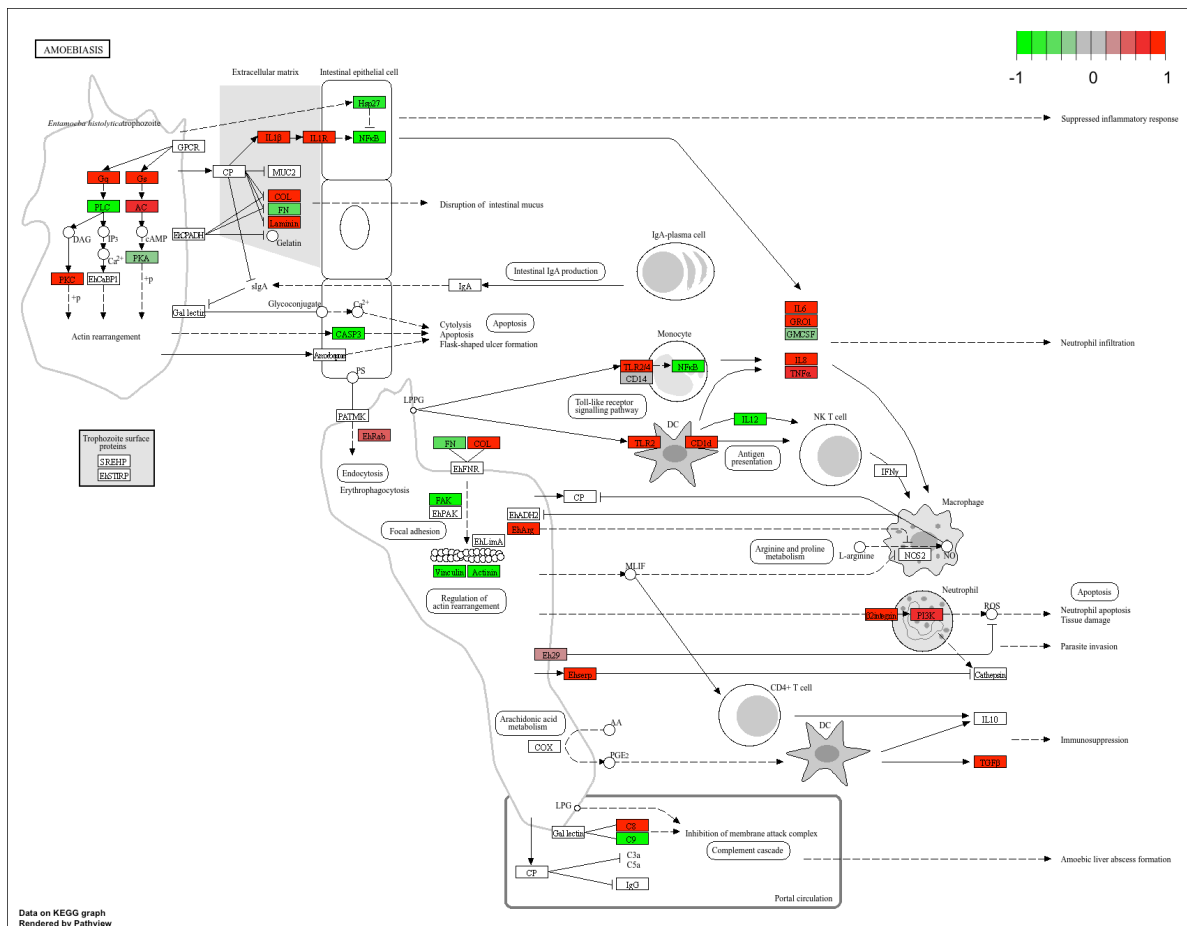 AMOEBIASIS
-1 0 1
Extracellular matrix
Intestinal epithelial cell
Entamoeba histolytica trophozoite
Hsp27
Suppressed inflammatory response
GPCR
IL1β
IL1R
NFκB
CP
MUC2
Gα
Gs
COL
FN
Laminin
Disruption of intestinal mucus
PLC
AC
EhCPADH
Gelatin
DAG
IP3
cAMP
Ca2+
PKA
PKC
EhCaBP1
+p
+p
sIgA
IgA
Intestinal IgA production
IgA-plasma cell
Gal lectin
Glycoconjugate
Ca2+
Actin rearrangement
CASP3
Cytolysis
Apoptosis
Apoptosis
Flask-shaped ulcer formation
PS
IL6
GRO1
GMCSF
IL8
TNFα
Neutrophil infiltration
Monocyte
TLR2/4
CD14
NFκB
Toll-like receptor
signalling pathway
LPPG
PATMK
EhRab
Endocytosis
Erythrophagocytosis
DC
TLR2
CD1d
IL12
Antigen
presentation
NK T cell
IFNγ
Macrophage
Trophozoite surface
proteins
SREHP
EhSTIRP
FN
COL
EhFNR
FAK
EhPAK
Focal adhesion
EhLimA
Vinculin
Actinin
Regulation of
actin rearrangement
CP
EhADH2
EhArg
Arginine and proline
metabolism
L-arginine
NOS2
NO
MLIF
Neutrophil
PI3K
ROS
Apoptosis
Neutrophil apoptosis
Tissue damage
Parasite invasion
Cathepsin
Eh29
Ehserp
CD4+ T cell
DC
IL10
TGFβ
Immunosuppression
Arachidonic acid
metabolism
COX
AA
PGE2
LPG
Gal lectin
C8
C9
Inhibition of membrane attack complex
Complement cascade
Amoebic liver abscess formation
CP
C3a
C5a
IgG
Portal circulation
Data on KEGG graph
Rendered by Pathview